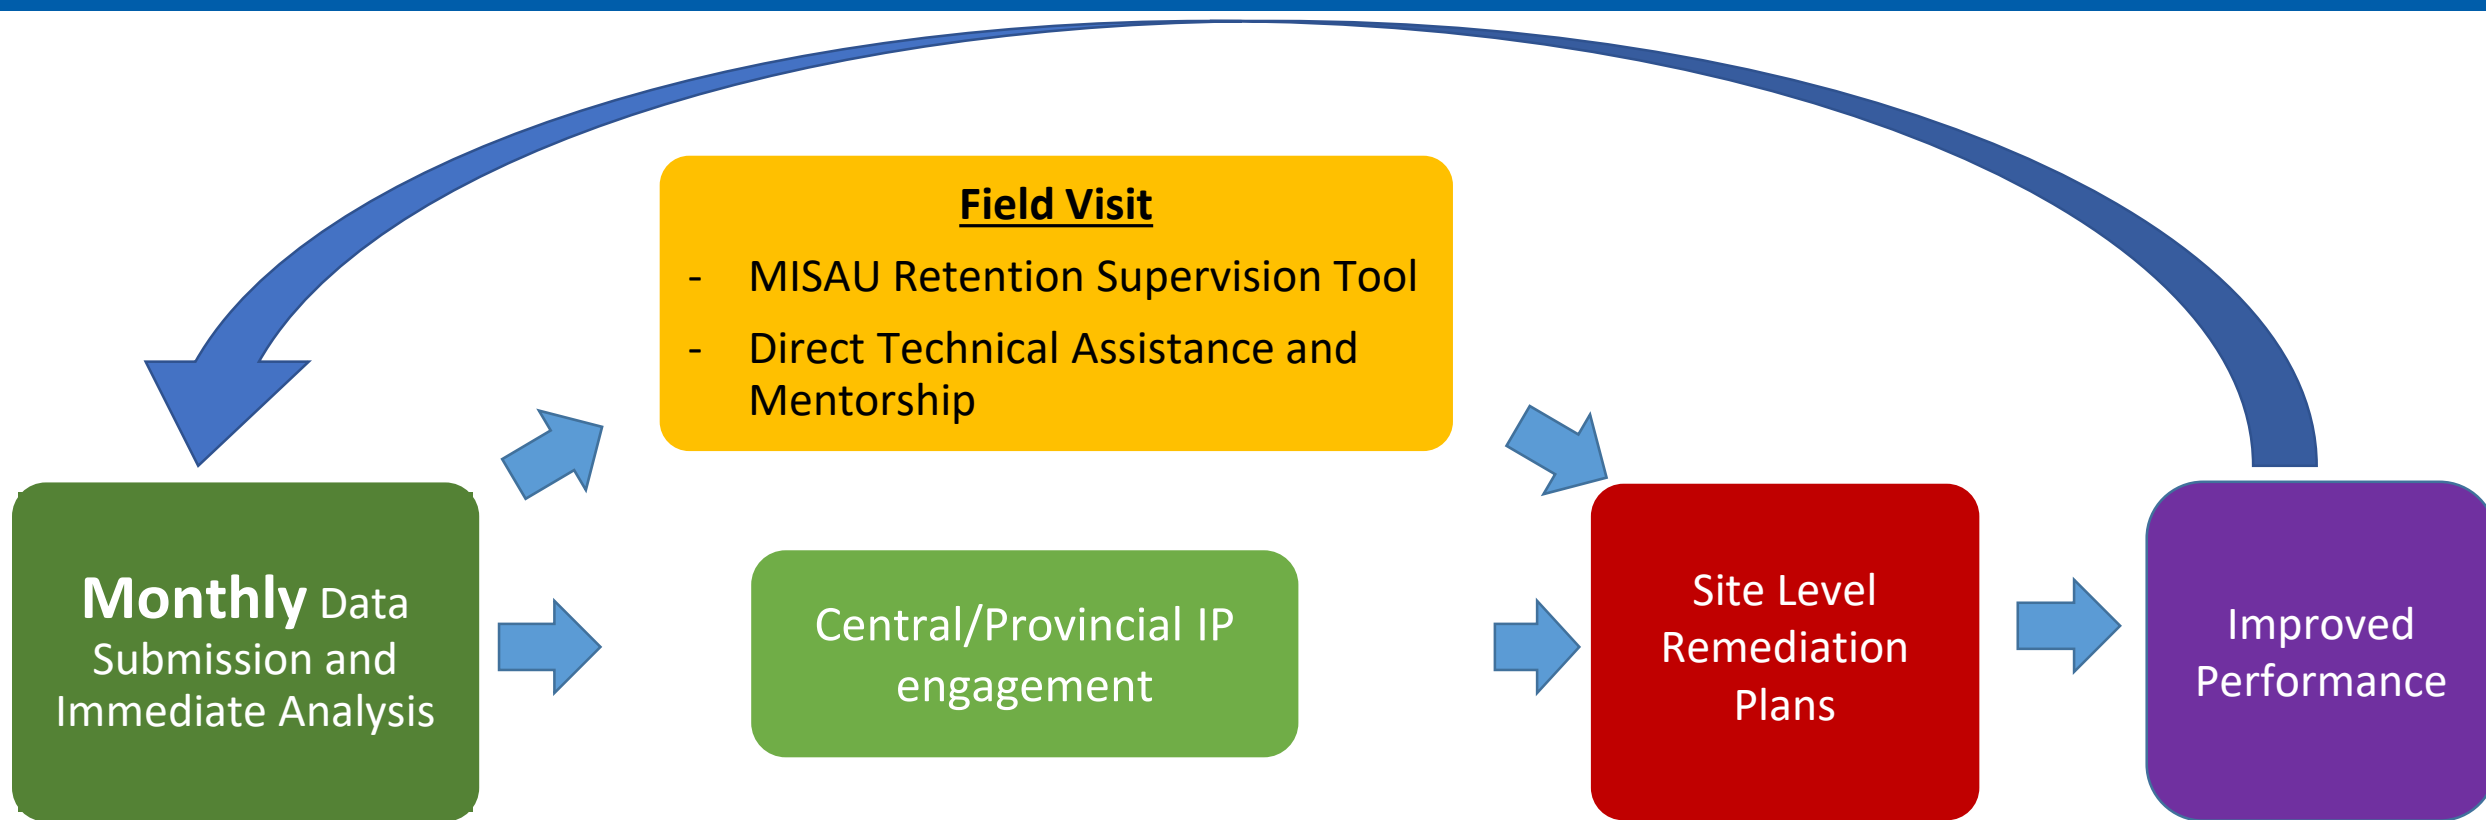 Field Visit
- MISAU Retention Supervision Tool
- Direct Technical Assistance and
Mentorship
Monthly Data
Submission and
Immediate Analysis
Central/Provincial IP
engagement
Site Level
Remediation
Plans
Improved
Performance